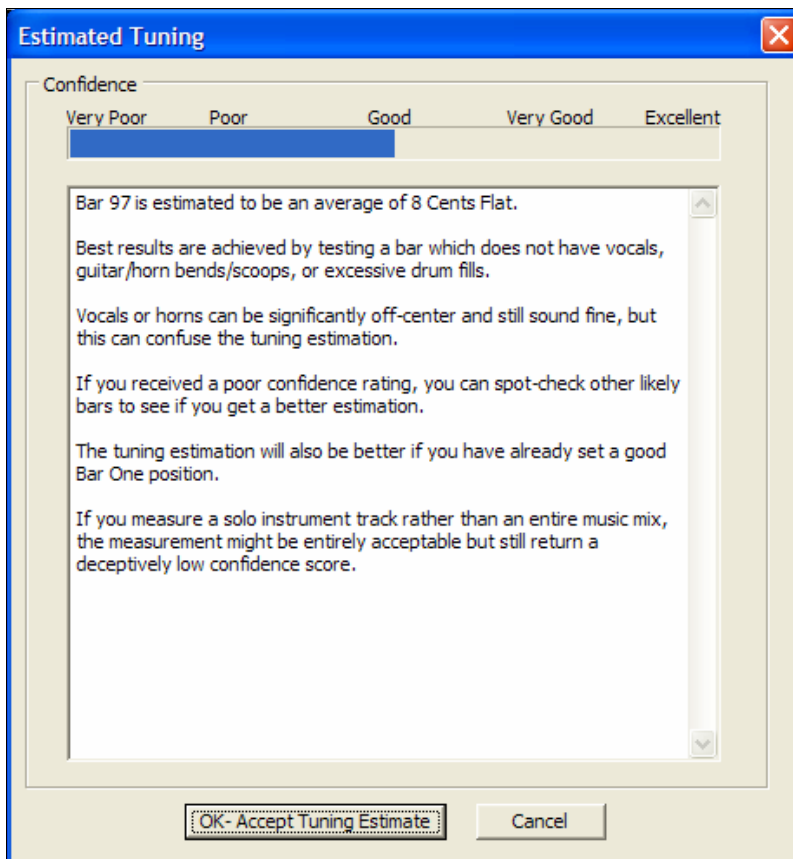 Estimated Tuning
Confidence
Very Poor Poor Good Very Good Excellent
Bar 97 is estimated to be an average of 8 Cents Flat.
Best results are achieved by testing a bar which does not have vocals,
guitar/horn bends/scoops, or excessive drum fills.
Vocals or horns can be significantly off-center and still sound fine, but
this can confuse the tuning estimation.
If you received a poor confidence rating, you can spot-check other likely
bars to see if you get a better estimation.
The tuning estimation will also be better if you have already set a good
Bar One position.
If you measure a solo instrument track rather than an entire music mix,
the measurement might be entirely acceptable but still return a
deceptively low confidence score.
OK- Accept Tuning Estimate Cancel